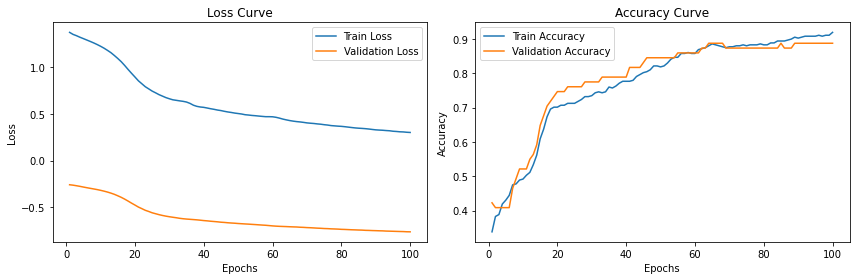 Loss Curve
Train Loss
Validation Loss
1.0
0.5
0.0
−0.5
Loss
0 20 40 60 80 100
Epochs
Accuracy Curve
Train Accuracy
Validation Accuracy
0.9
0.8
0.7
0.6
0.5
0.4
Accuracy
0 20 40 60 80 100
Epochs